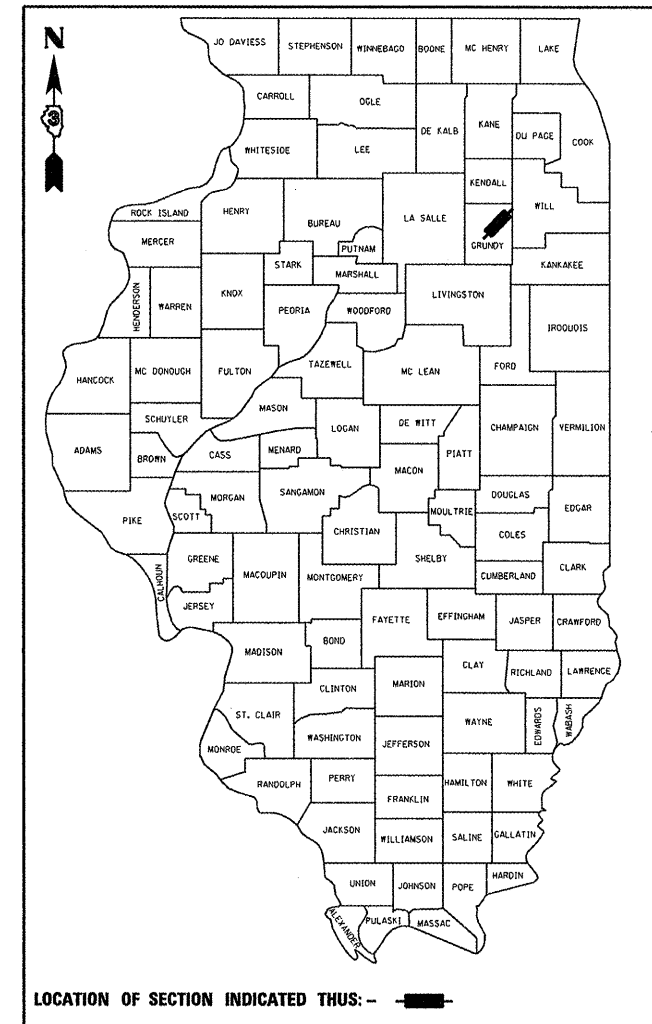 N
3
JO DAVIESS
STEPHENSON
WINNEBAGO
BOONE
MC HENRY
LAKE
CARROLL
OGLE
DE KALB
KANE
DU PAGE
COOK
WHITESIDE
LEE
KENDALL
ROCK ISLAND
HENRY
BUREAU
LA SALLE
WILL
MERCER
PUTNAM
GRUNDY
STARK
MARSHALL
KANKAKEE
HENDERSON
WARREN
KNOX
PEORIA
WOODFORD
LIVINGSTON
IROQUOIS
HANCOCK
MC DONOUGH
FULTON
TAZEWELL
MC LEAN
FORD
MASON
SCHUYLER
LOGAN
DE WITT
CHAMPAIGN
VERMILION
ADAMS
BROWN
CASS
MENARD
PIATT
MACON
MORGAN
SANGAMON
DOUGLAS
EDGAR
PIKE
SCOTT
CHRISTIAN
MOULTRIE
COLES
GREENE
MACOUPIN
MONTGOMERY
SHELBY
CUMBERLAND
CLARK
CALHOUN
JERSEY
FAYETTE
EFFINGHAM
JASPER
CRAWFORD
MADISON
BOND
CLAY
RICHLAND
LAWRENCE
CLINTON
MARION
ST. CLAIR
WAYNE
EDWARDS
WABASH
MONROE
WASHINGTON
JEFFERSON
RANDOLPH
PERRY
HAMILTON
WHITE
FRANKLIN
JACKSON
WILLIAMSON
SALINE
GALLATIN
UNION
JOHNSON
POPE
HARDIN
ALEXANDER
PULASKI
MASSAC
LOCATION OF SECTION INDICATED THUS: -